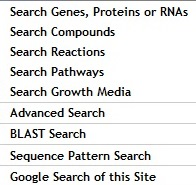 Search Genes, Proteins or RNAs
Search Compounds
Search Reactions
Search Pathways
Search Growth Media
Advanced Search
BLAST Search
Sequence Pattern Search
Google Search of this Site